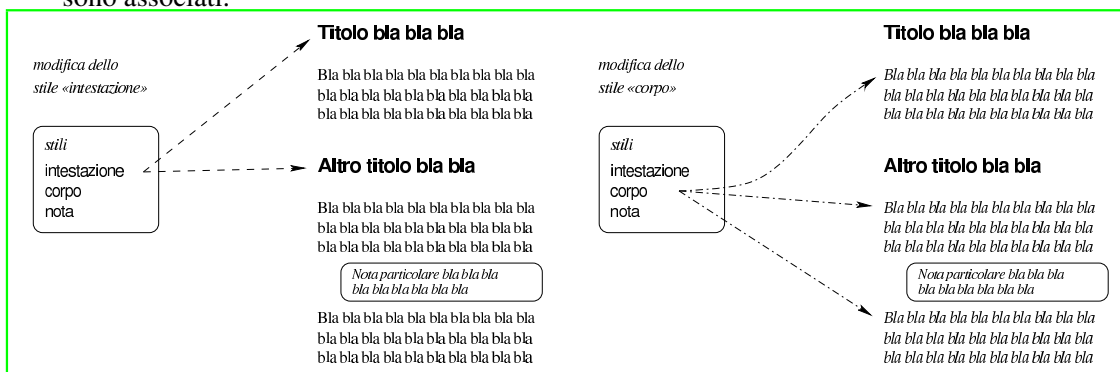 sono associati.
modifica dello
stile «intestazione»
stili
intestazione
corpo
nota
Titolo bla bla bla
Bla bla bla bla bla bla bla bla bla bla
bla bla bla bla bla bla bla bla bla bla
bla bla bla bla bla bla bla bla bla bla
Altro titolo bla bla
Bla bla bla bla bla bla bla bla bla bla
bla bla bla bla bla bla bla bla bla bla
bla bla bla bla bla bla bla bla bla bla
Nota particolare bla bla bla
bla bla bla bla bla bla bla
Bla bla bla bla bla bla bla bla bla bla
bla bla bla bla bla bla bla bla bla bla
bla bla bla bla bla bla bla bla bla bla
modifica dello
stile «corpo»
stili
intestazione
corpo
nota
Titolo bla bla bla
Bla bla bla bla bla bla bla bla bla bla
bla bla bla bla bla bla bla bla bla bla
bla bla bla bla bla bla bla bla bla bla
Altro titolo bla bla
Bla bla bla bla bla bla bla bla bla bla
bla bla bla bla bla bla bla bla bla bla
bla bla bla bla bla bla bla bla bla bla
Nota particolare bla bla bla
bla bla bla bla bla bla bla
Bla bla bla bla bla bla bla bla bla bla
bla bla bla bla bla bla bla bla bla bla
bla bla bla bla bla bla bla bla bla bla